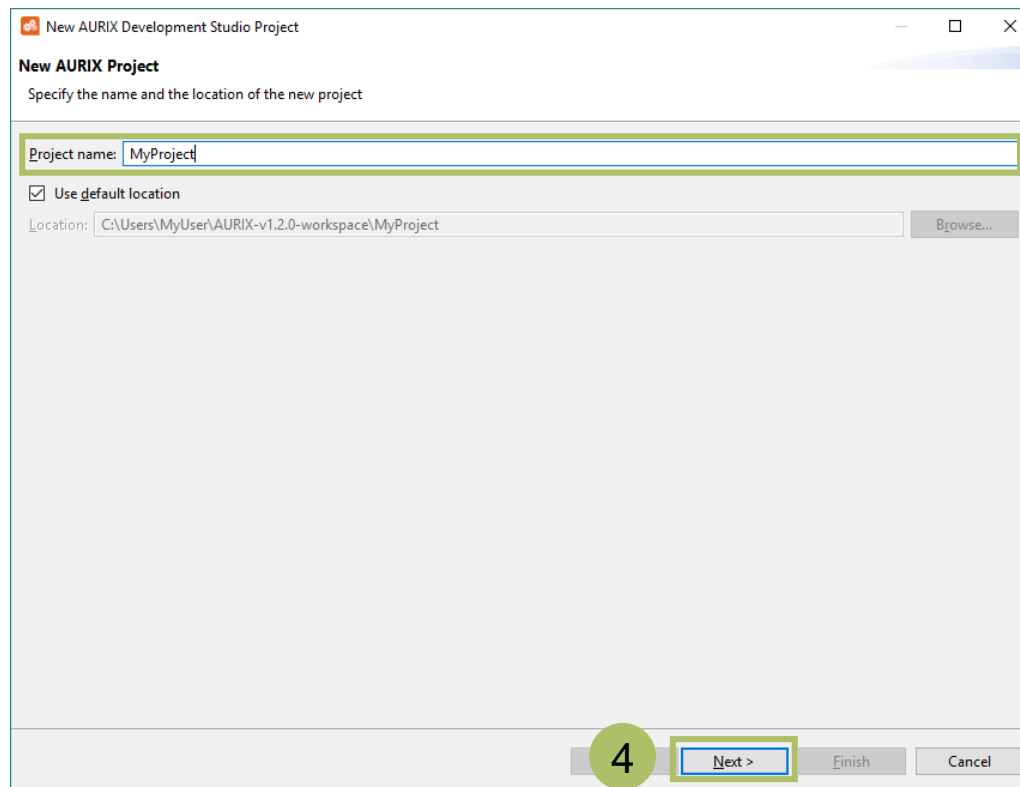 New AURIX Development Studio Project
New AURIX Project
Specify the name and the location of the new project
Project name: MyProject
Use default location
Location: C:\Users\MyUser\AURIX-v1.2.0-workspace\MyProject Browse...
4 Next > Finish Cancel